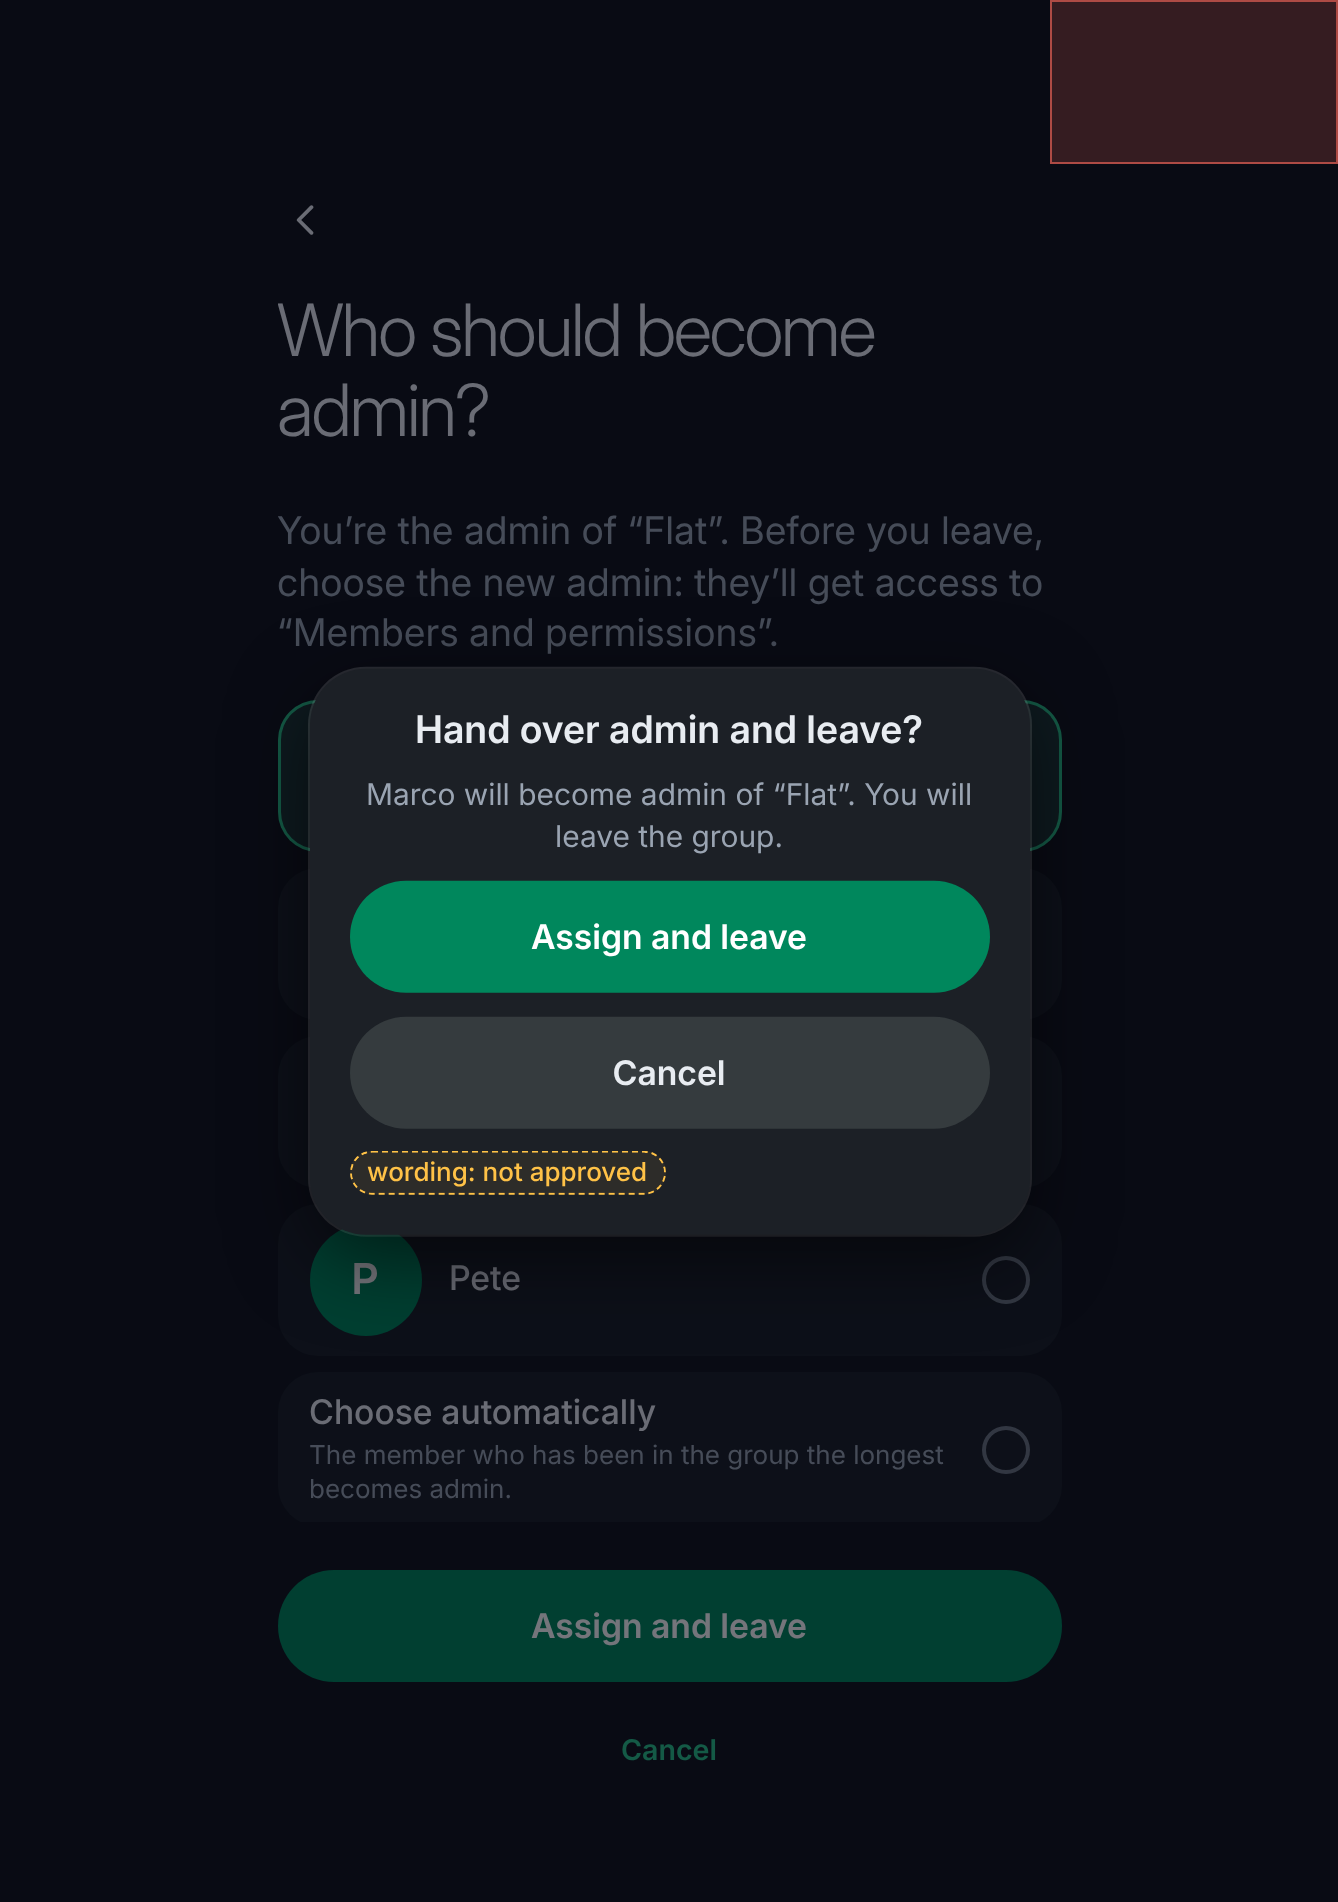 Who should become
admin?
You’re the admin of “Flat”. Before you leave,
choose the new admin: they’ll get access to
“Members and permissions”.
Hand over admin and leave?
Marco will become admin of “Flat”. You will
leave the group.
Assign and leave
Cancel
wording: not approved
P
Pete
Choose automatically
The member who has been in the group the longest
becomes admin.
Assign and leave
Cancel